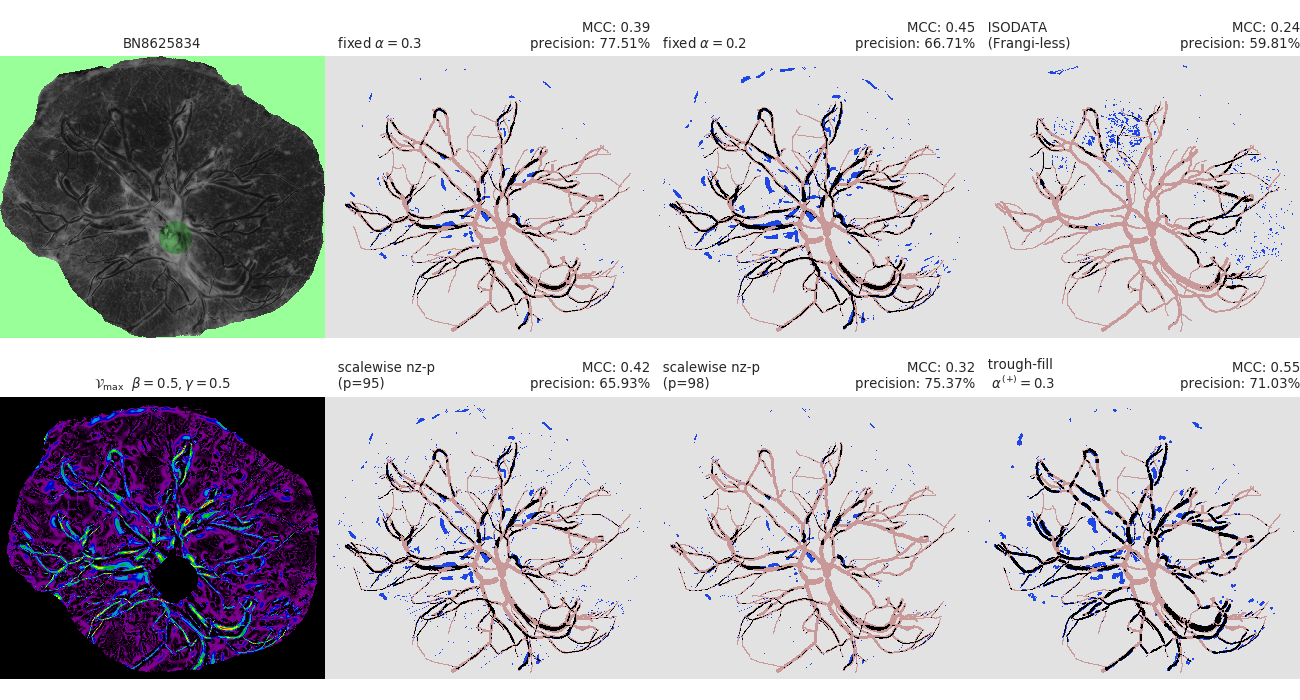 BN8625834
fixed α = 0.3
MCC: 0.39
precision: 77.51%
fixed α = 0.2
MCC: 0.45
precision: 66.71%
ISODATA
(Frangi-less)
MCC: 0.24
precision: 59.81%
𝒱max β = 0.5, γ = 0.5
scalewise nz-p
(p=95)
MCC: 0.42
precision: 65.93%
scalewise nz-p
(p=98)
MCC: 0.32
precision: 75.37%
trough-fill
α⁽⁺⁾ = 0.3
MCC: 0.55
precision: 71.03%